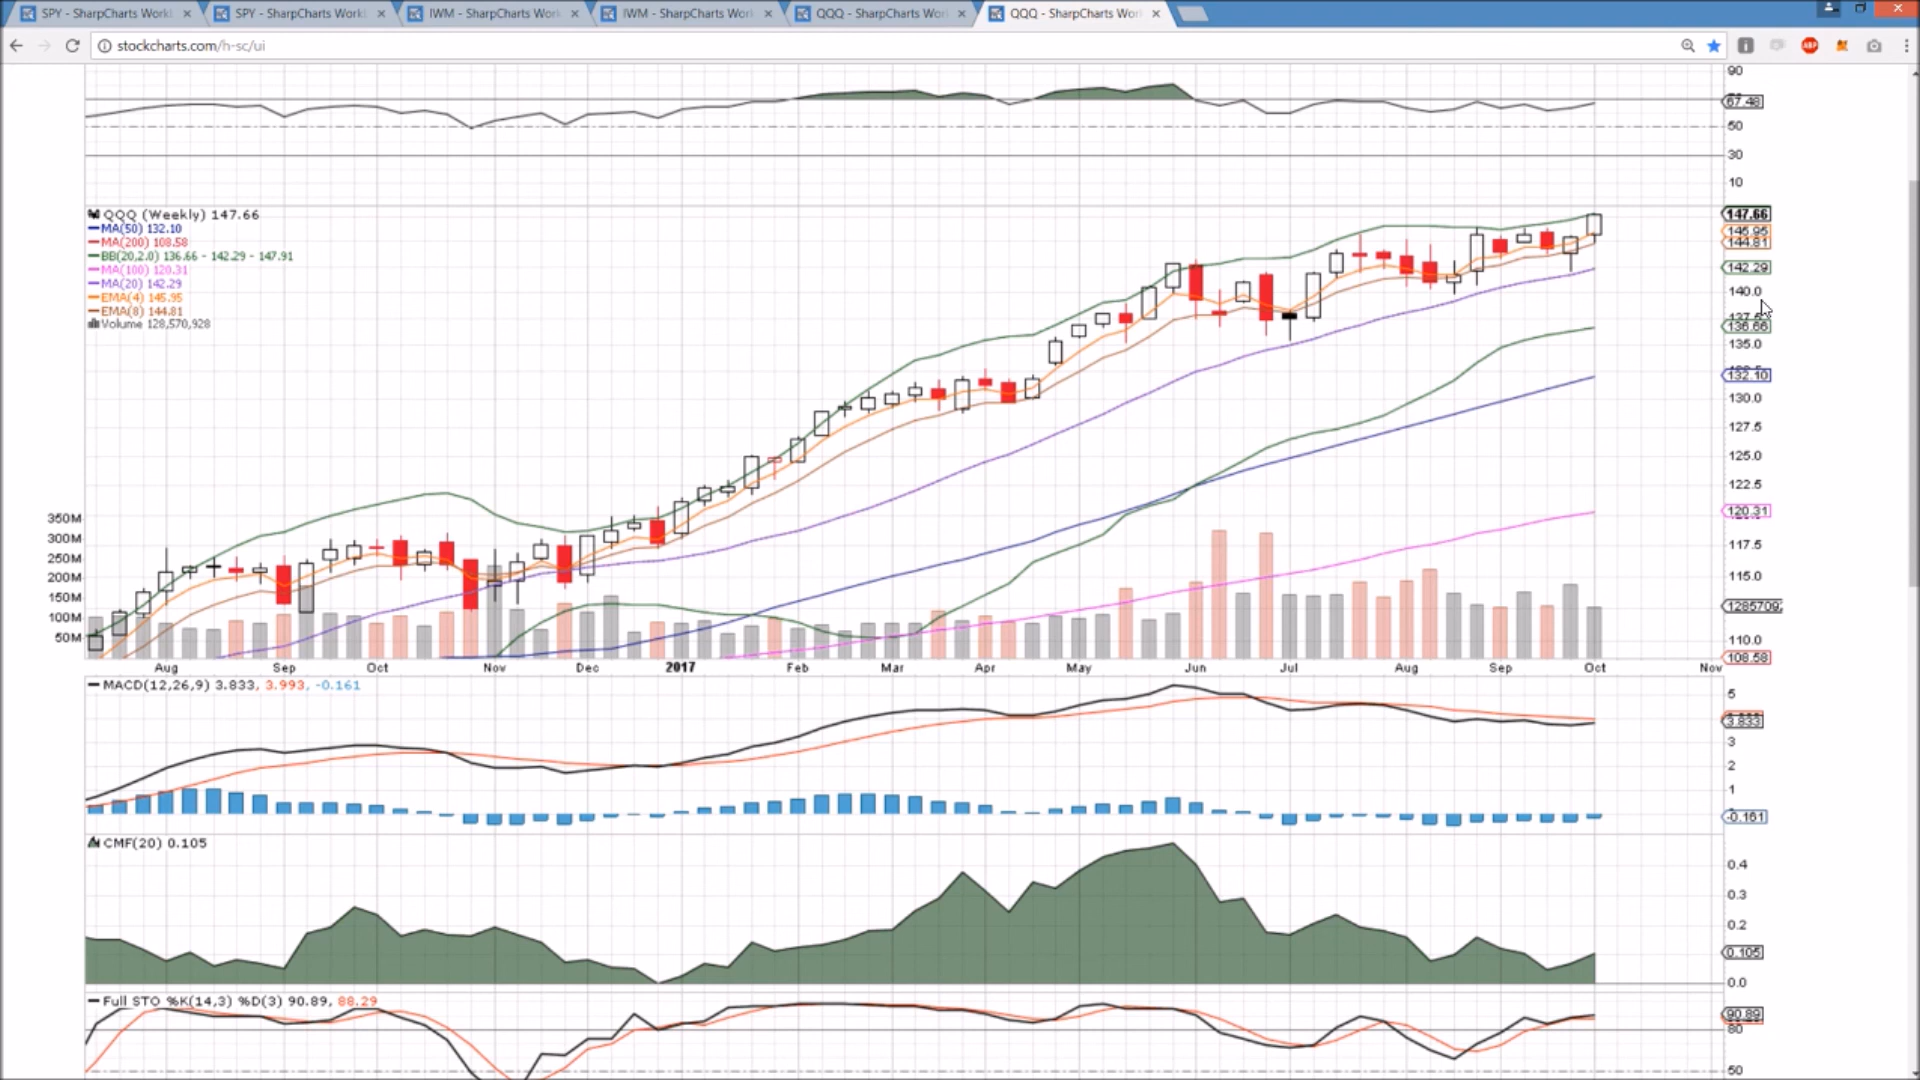 SPY - SharpCharts Workl
SPY - SharpCharts Workl
IWM - SharpCharts Work
IWM - SharpCharts Work
QQQ - SharpCharts Wor
QQQ - SharpCharts Wor
stockcharts.com/h-sc/ui
ABP
90
67.48
50
30
10
QQQ (Weekly) 147.66
MA(50) 132.10
MA(200) 108.58
BB(20,2.0) 136.66 - 142.29 - 147.91
MA(100) 120.31
MA(20) 142.29
EMA(4) 145.95
EMA(8) 144.81
Volume 128,570,928
147.66
145.95
144.81
142.29
140.0
136.66
135.0
132.10
130.0
127.5
125.0
122.5
120.31
117.5
115.0
1285709
110.0
108.58
350M
300M
250M
200M
150M
100M
50M
Aug Sep Oct Nov Dec 2017 Feb Mar Apr May Jun Jul Aug Sep Oct Nov
MACD(12,26,9) 3.833, 3.993, -0.161
5
3.833
3
2
1
-0.161
CMF(20) 0.105
0.4
0.3
0.2
0.105
0.0
Full STO %K(14,3) %D(3) 90.89, 88.29
90.89
80
50